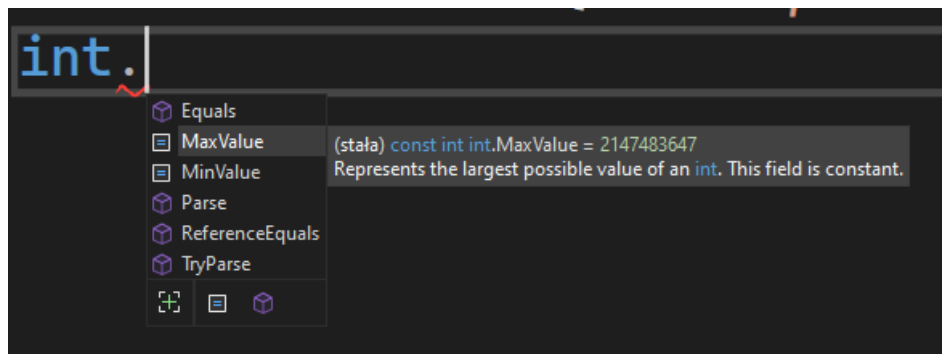 int.
Equals
MaxValue
(stała) const int int.MaxValue = 2147483647
Represents the largest possible value of an int. This field is constant.
MinValue
Parse
ReferenceEquals
TryParse